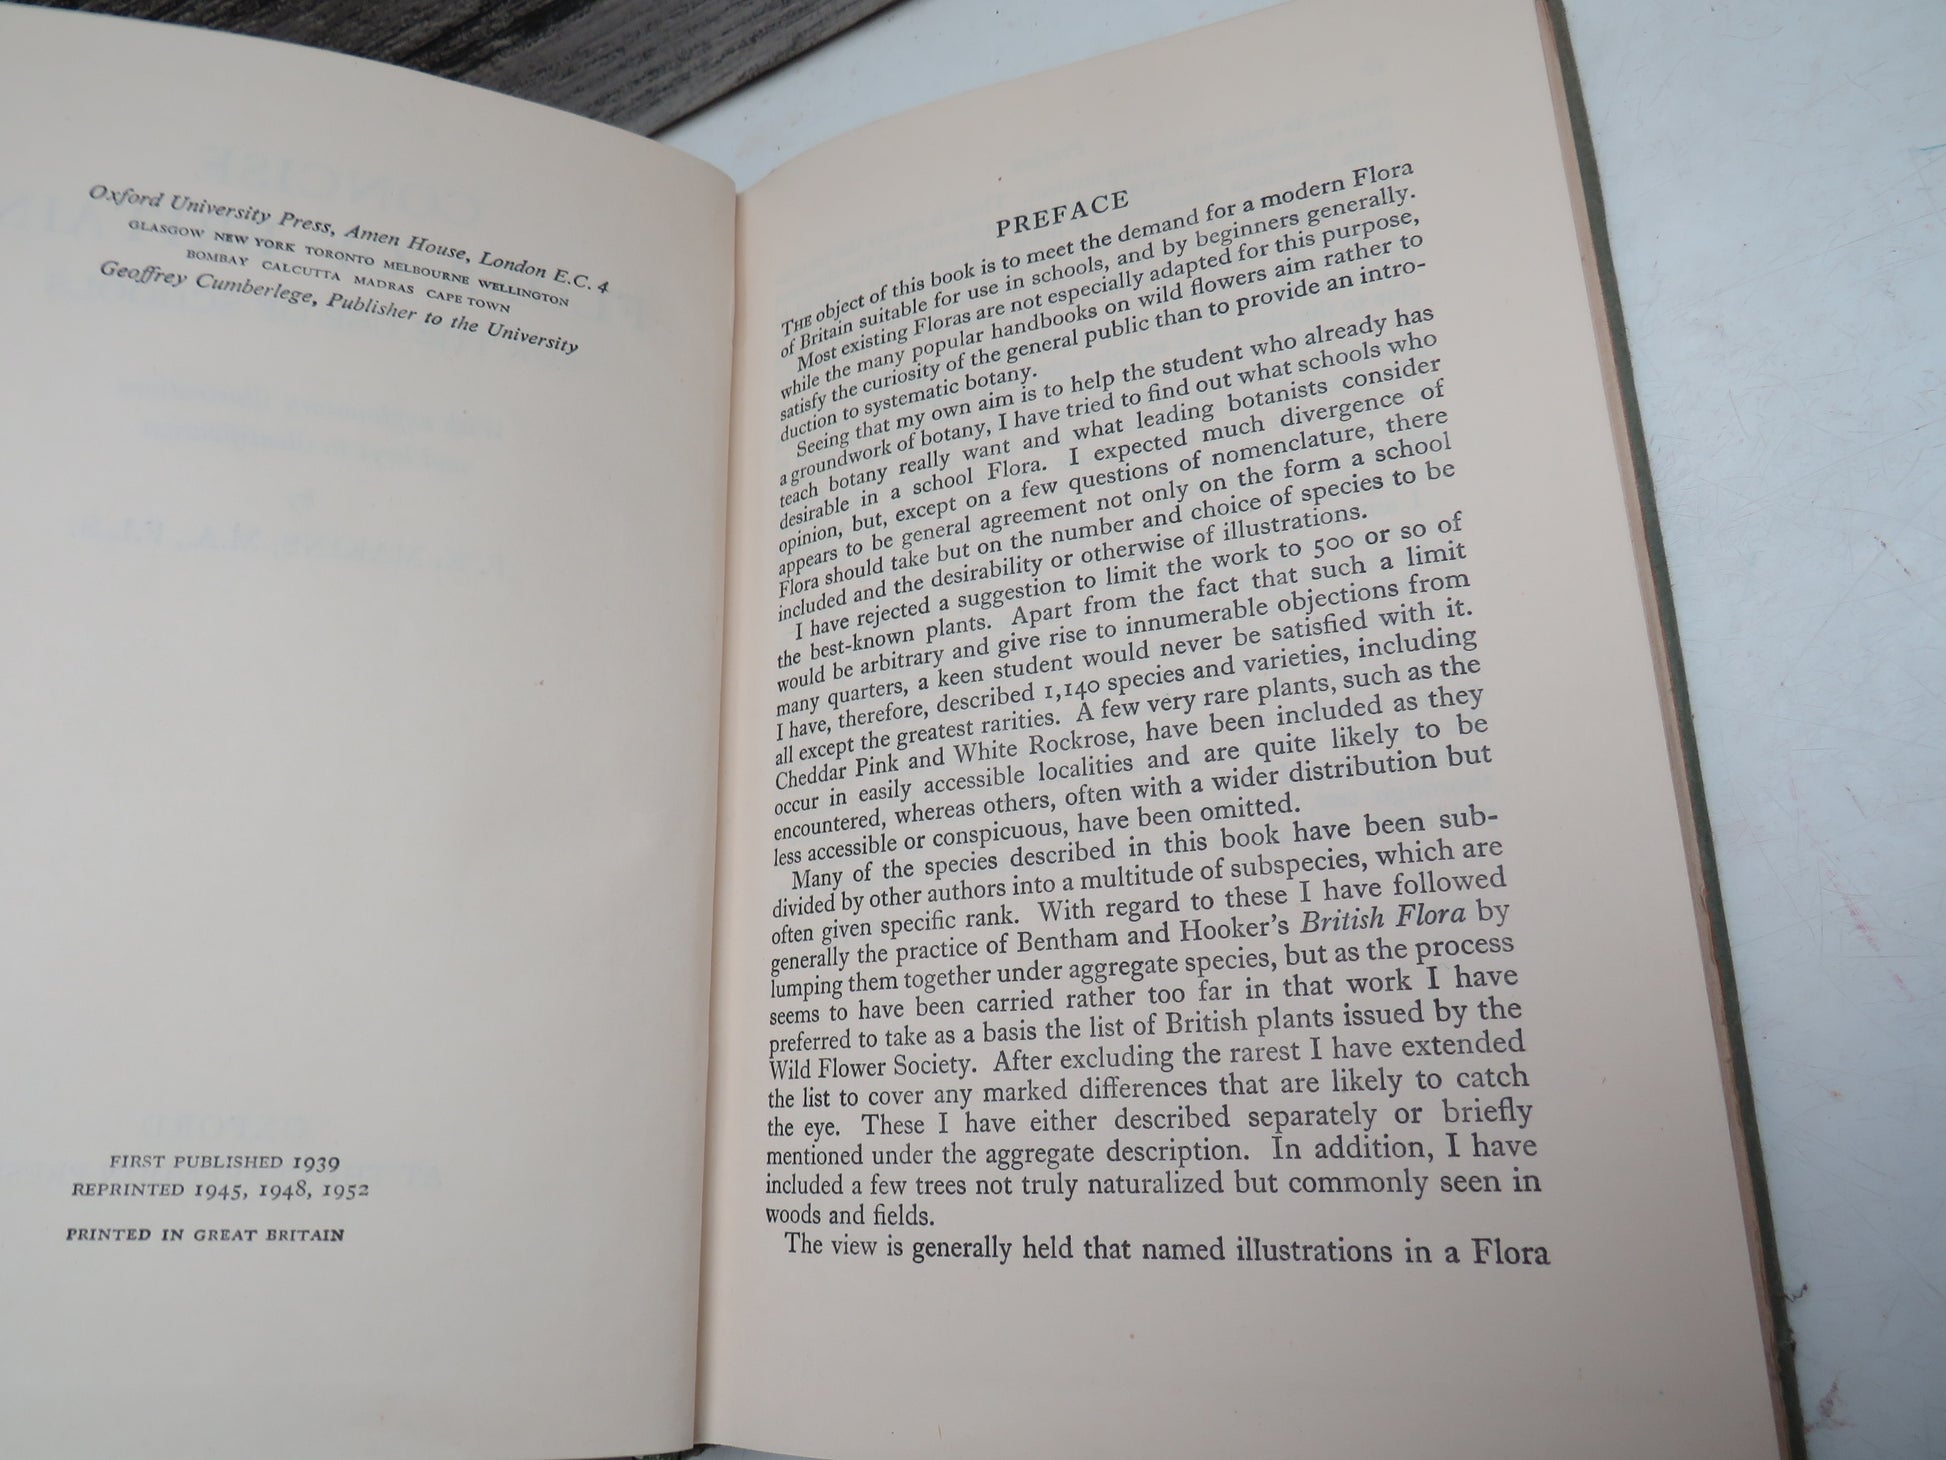 Oxford University Press, Amen House, London E.C. 4
GLASGOW NEW YORK TORONTO MELBOURNE WELLINGTON
BOMBAY CALCUTTA MADRAS CAPE TOWN
Geoffrey Cumberlege, Publisher to the University
FIRST PUBLISHED 1939
REPRINTED 1945, 1948, 1952
PRINTED IN GREAT BRITAIN
PREFACE
THE object of this book is to meet the demand for a modern Flora
of Britain suitable for use in schools, and by beginners generally.
Most existing Floras are not especially adapted for this purpose,
while the many popular handbooks on wild flowers aim rather to
satisfy the curiosity of the general public than to provide an intro-
duction to systematic botany.
Seeing that my own aim is to help the student who already has
a groundwork of botany, I have tried to find out what schools who
teach botany really want and what leading botanists consider
desirable in a school Flora. I expected much divergence of
opinion, but, except on a few questions of nomenclature, there
appears to be general agreement not only on the form a school
Flora should take but on the number and choice of species to be
included and the desirability or otherwise of illustrations.
I have rejected a suggestion to limit the work to 500 or so of
the best-known plants. Apart from the fact that such a limit
would be arbitrary and give rise to innumerable objections from
many quarters, a keen student would never be satisfied with it.
I have, therefore, described 1,140 species and varieties, including
all except the greatest rarities. A few very rare plants, such as the
Cheddar Pink and White Rockrose, have been included as they
occur in easily accessible localities and are quite likely to be
encountered, whereas others, often with a wider distribution but
less accessible or conspicuous, have been omitted.
Many of the species described in this book have been sub-
divided by other authors into a multitude of subspecies, which are
often given specific rank. With regard to these I have followed
generally the practice of Bentham and Hooker's British Flora by
lumping them together under aggregate species, but as the process
seems to have been carried rather too far in that work I have
preferred to take as a basis the list of British plants issued by the
Wild Flower Society. After excluding the rarest I have extended
the list to cover any marked differences that are likely to catch
the eye. These I have either described separately or briefly
mentioned under the aggregate description. In addition, I have
included a few trees not truly naturalized but commonly seen in
woods and fields.
The view is generally held that named illustrations in a Flora